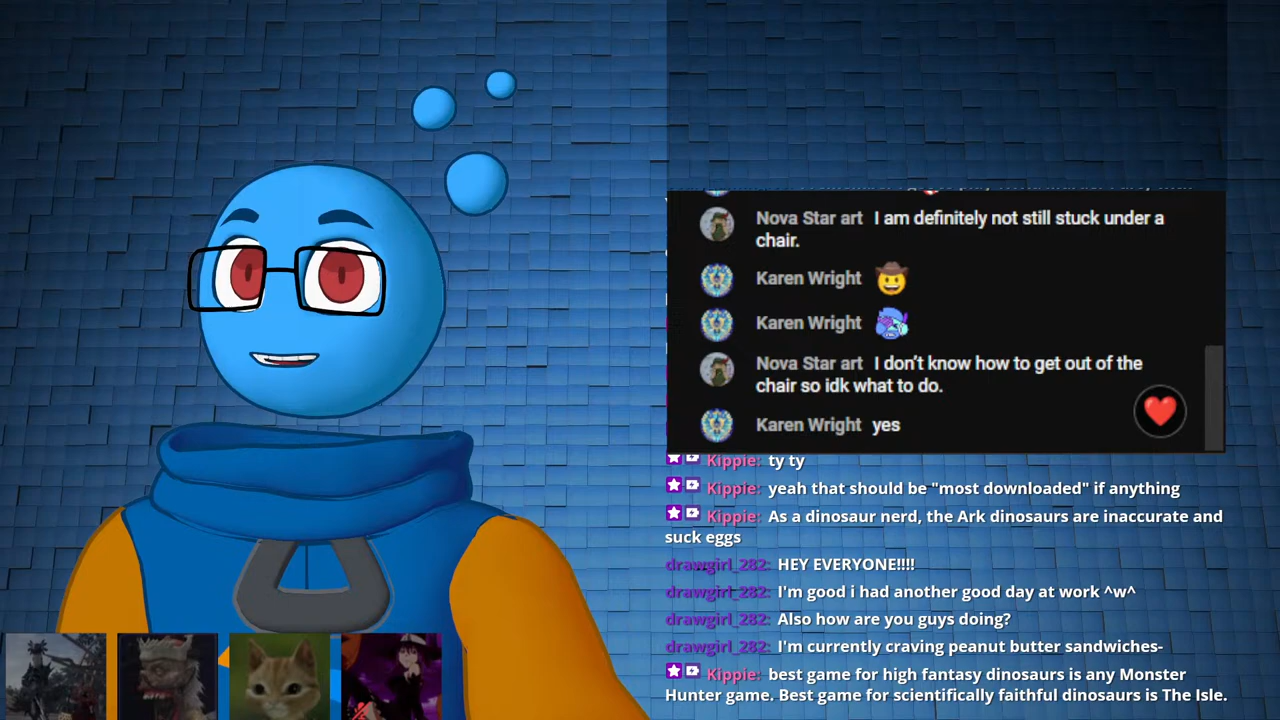 Nova Star art I am definitely not still stuck under a
chair.
Karen Wright 🤠
Karen Wright
Nova Star art I don't know how to get out of the
chair so idk what to do.
Karen Wright yes
Kippie: ty ty
Kippie: yeah that should be "most downloaded" if anything
Kippie: As a dinosaur nerd, the Ark dinosaurs are inaccurate and
suck eggs
drawgirl_282: HEY EVERYONE!!!!
drawgirl_282: I'm good i had another good day at work ^w^
drawgirl_282: Also how are you guys doing?
drawgirl_282: I'm currently craving peanut butter sandwiches-
Kippie: best game for high fantasy dinosaurs is any Monster
Hunter game. Best game for scientifically faithful dinosaurs is The Isle.